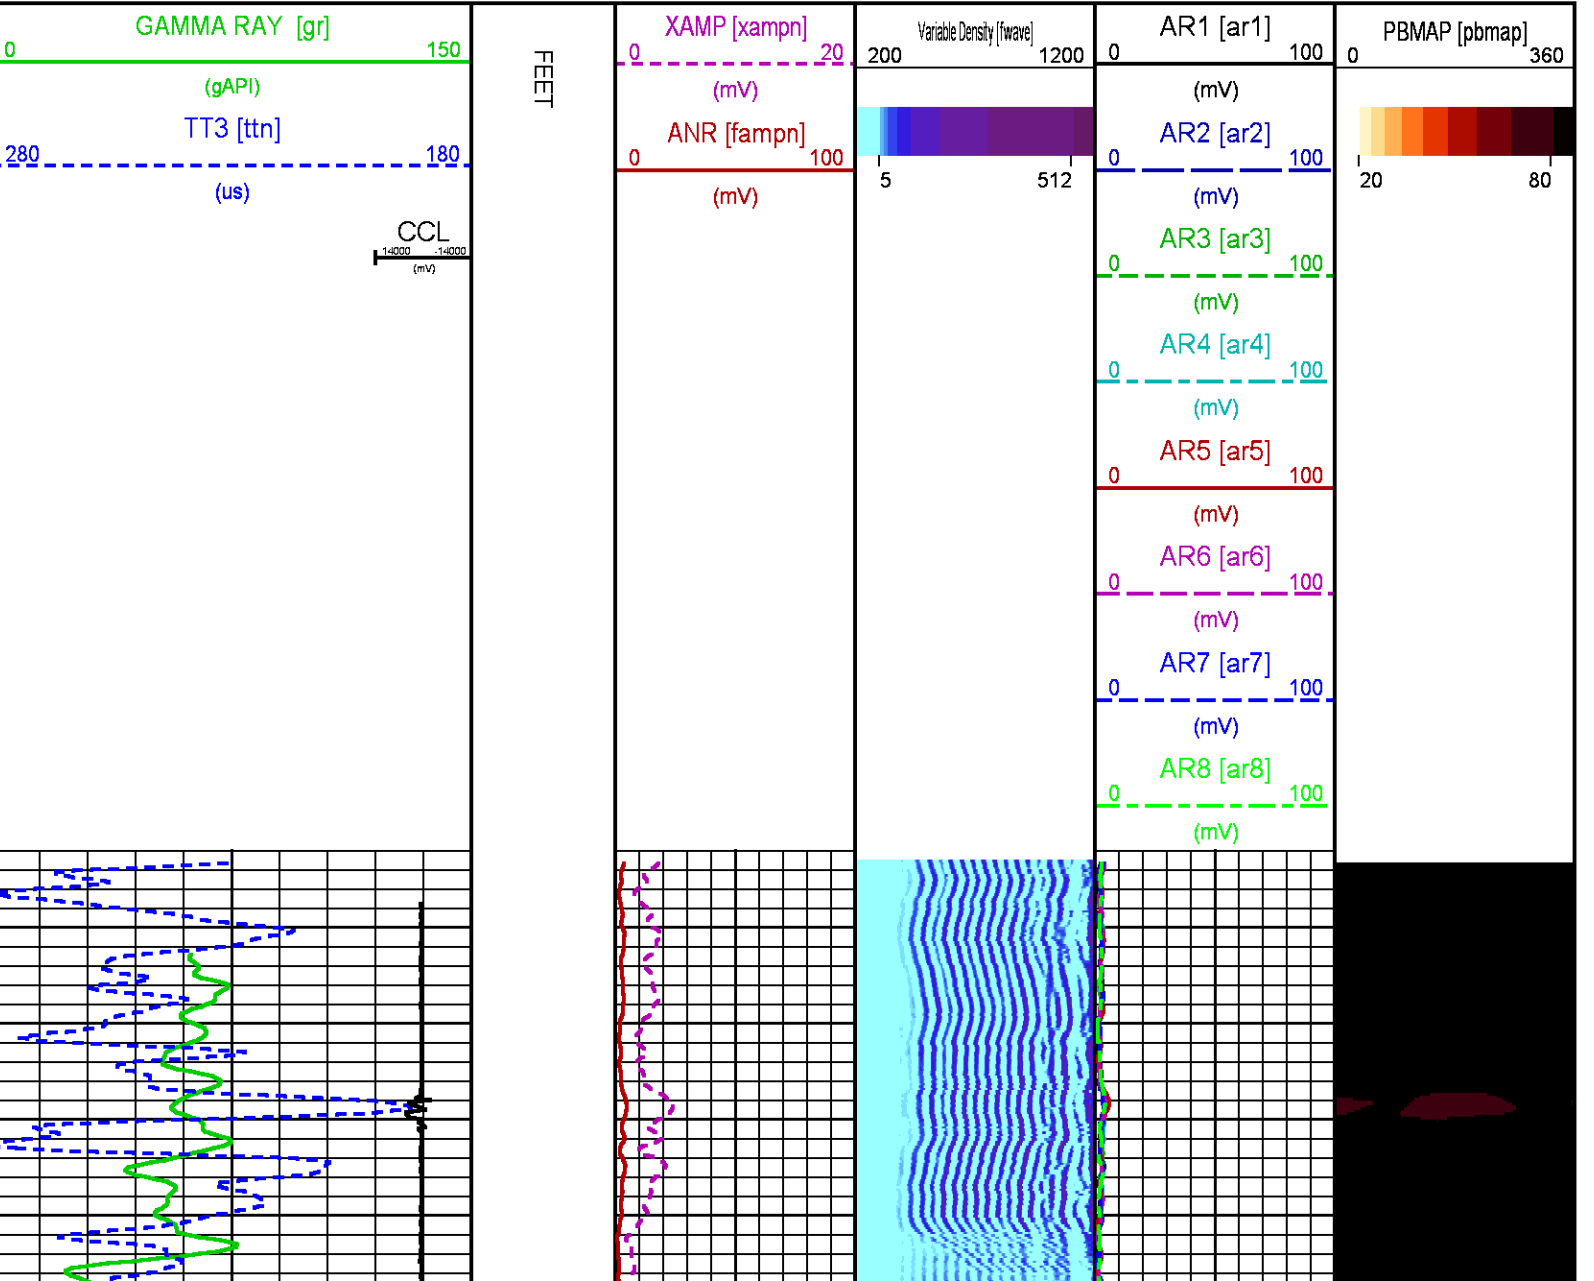 GAMMA RAY [gr]
0 150
(gAPI)
TT3 [ttn]
280 180
(us)
CCL
14000 -14000
(mV)
FEET
XAMP [xampn]
0 20
(mV)
ANR [fampn]
0 100
(mV)
Variable Density [fwave]
200 1200
5 512
AR1 [ar1]
0 100
(mV)
AR2 [ar2]
0 100
(mV)
AR3 [ar3]
0 100
(mV)
AR4 [ar4]
0 100
(mV)
AR5 [ar5]
0 100
(mV)
AR6 [ar6]
0 100
(mV)
AR7 [ar7]
0 100
(mV)
AR8 [ar8]
0 100
(mV)
PBMAP [pbmap]
0 360
20 80